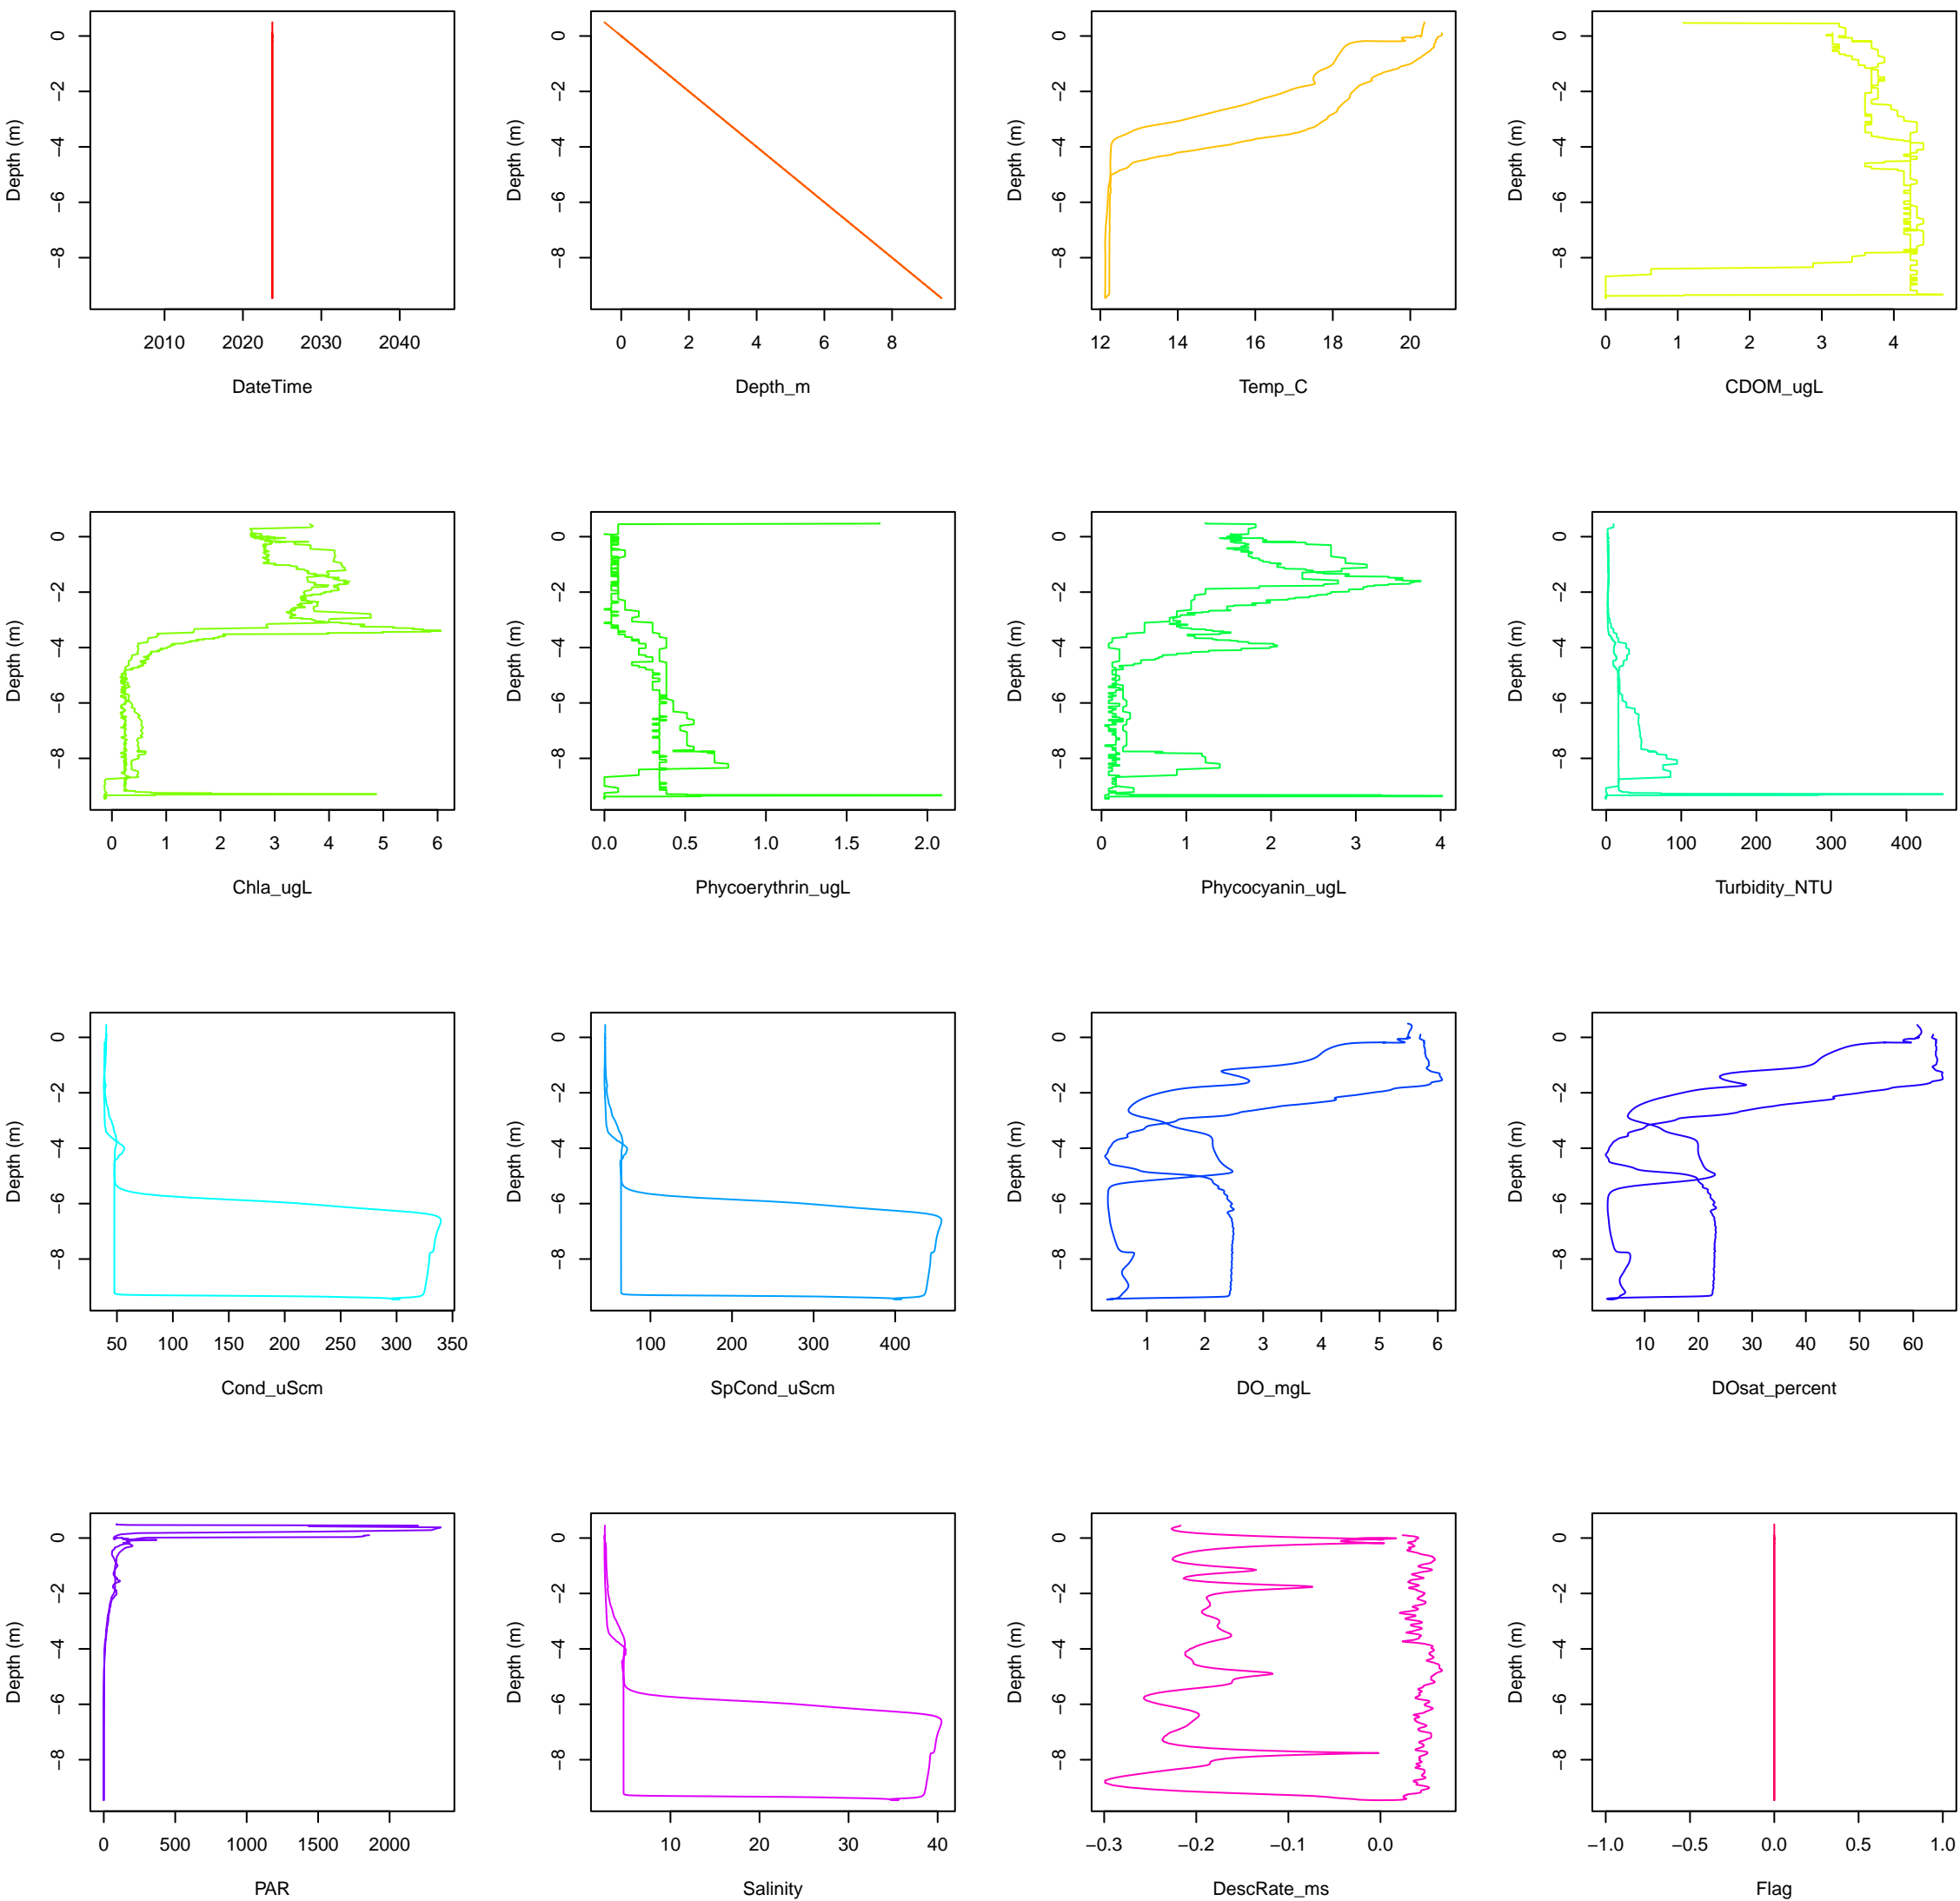 Depth (m) Depth (m) Depth (m) Depth (m)
0 0 0 0
−2 −2 −2 −2
−4 −4 −4 −4
−6 −6 −6 −6
−8 −8 −8 −8
2010 2020 2030 2040 0 2 4 6 8 12 14 16 18 20 0 1 2 3 4
DateTime Depth_m Temp_C CDOM_ugL
Depth (m) Depth (m) Depth (m) Depth (m)
0 0 0 0
−2 −2 −2 −2
−4 −4 −4 −4
−6 −6 −6 −6
−8 −8 −8 −8
0 1 2 3 4 5 6 0.0 0.5 1.0 1.5 2.0 0 1 2 3 4 0 100 200 300 400
Chla_ugL Phycoerythrin_ugL Phycocyanin_ugL Turbidity_NTU
Depth (m) Depth (m) Depth (m) Depth (m)
0 0 0 0
−2 −2 −2 −2
−4 −4 −4 −4
−6 −6 −6 −6
−8 −8 −8 −8
50 100 150 200 250 300 350 100 200 300 400 1 2 3 4 5 6 10 20 30 40 50 60
Cond_uScm SpCond_uScm DO_mgL DOsat_percent
Depth (m) Depth (m) Depth (m) Depth (m)
0 0 0 0
−2 −2 −2 −2
−4 −4 −4 −4
−6 −6 −6 −6
−8 −8 −8 −8
0 500 1000 1500 2000 10 20 30 40 −0.3 −0.2 −0.1 0.0 −1.0 −0.5 0.0 0.5 1.0
PAR Salinity DescRate_ms Flag